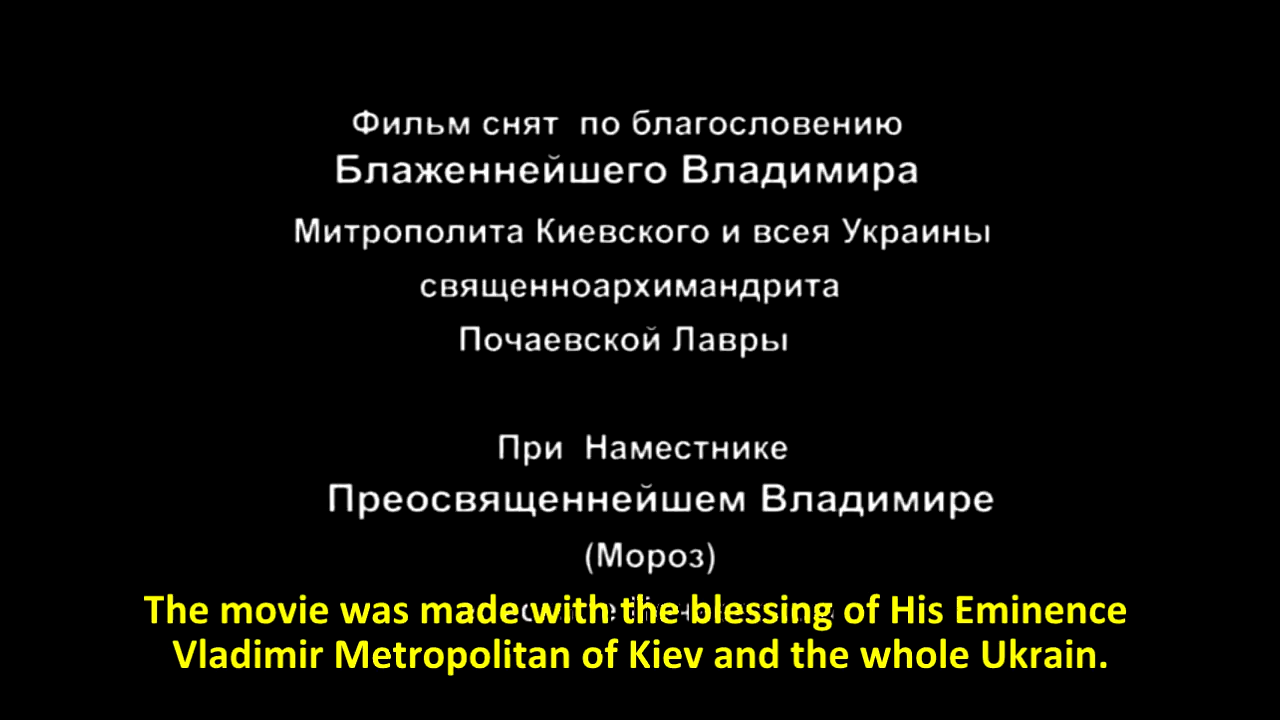 Фильм снят по благословению
Блаженнейшего Владимира
Митрополита Киевского и всея Украины
священноархимандрита
Почаевской Лавры
При Наместнике
Преосвященнейшем Владимире
(Мороз)
The movie was made with the blessing of His Eminence
Vladimir Metropolitan of Kiev and the whole Ukrain.